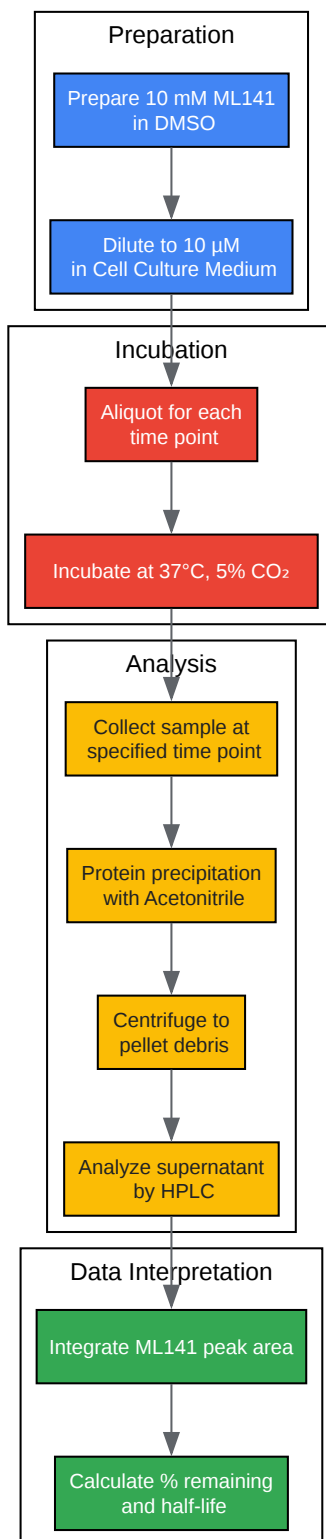 Preparation
Prepare 10 mM ML141
in DMSO
Dilute to 10 µM
in Cell Culture Medium
Incubation
Aliquot for each
time point
Incubate at 37°C, 5% CO₂
Analysis
Collect sample at
specified time point
Protein precipitation
with Acetonitrile
Centrifuge to
pellet debris
Analyze supernatant
by HPLC
Data Interpretation
Integrate ML141 peak area
Calculate % remaining
and half-life